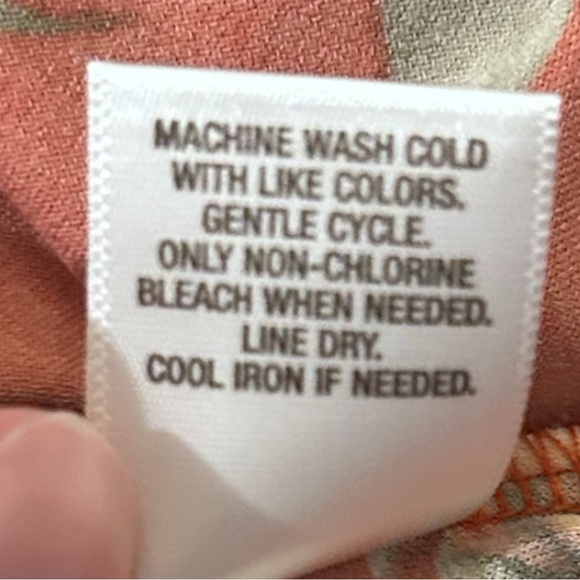 MACHINE WASH COLD
WITH LIKE COLORS.
GENTLE CYCLE.
ONLY NON-CHLORINE
BLEACH WHEN NEEDED.
LINE DRY.
COOL IRON IF NEEDED.